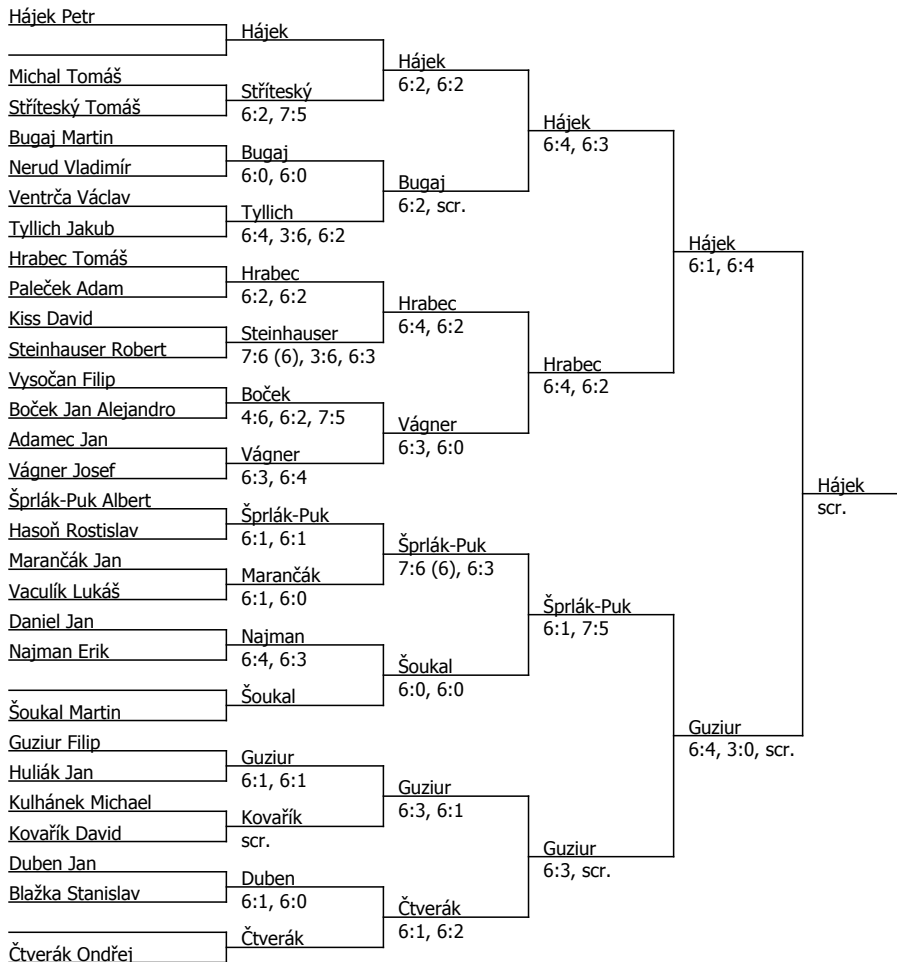 Hájek Petr
Hájek
Hájek
6:2, 6:2
Michal Tomáš
Stříteský
Stříteský Tomáš
6:2, 7:5
Hájek
6:4, 6:3
Bugaj Martin
Bugaj
Nerud Vladimír
6:0, 6:0
Bugaj
6:2, scr.
Ventrča Václav
Tyllich
Tyllich Jakub
6:4, 3:6, 6:2
Hájek
6:1, 6:4
Hrabec Tomáš
Hrabec
Paleček Adam
6:2, 6:2
Hrabec
6:4, 6:2
Kiss David
Steinhauser
Steinhauser Robert
7:6 (6), 3:6, 6:3
Hrabec
6:4, 6:2
Vysočan Filip
Boček
Boček Jan Alejandro
4:6, 6:2, 7:5
Vágner
6:3, 6:0
Adamec Jan
Vágner
Vágner Josef
6:3, 6:4
Hájek
scr.
Šprlák-Puk Albert
Šprlák-Puk
Hasoň Rostislav
6:1, 6:1
Šprlák-Puk
7:6 (6), 6:3
Marančák Jan
Marančák
Vaculík Lukáš
6:1, 6:0
Šprlák-Puk
6:1, 7:5
Daniel Jan
Najman
Najman Erik
6:4, 6:3
Šoukal
6:0, 6:0
Šoukal
Šoukal Martin
Guziur
6:4, 3:0, scr.
Guziur Filip
Guziur
Huliák Jan
6:1, 6:1
Guziur
6:3, 6:1
Kulhánek Michael
Kovařík
Kovařík David
scr.
Guziur
6:3, scr.
Duben Jan
Duben
Blažka Stanislav
6:1, 6:0
Čtverák
6:1, 6:2
Čtverák
Čtverák Ondřej